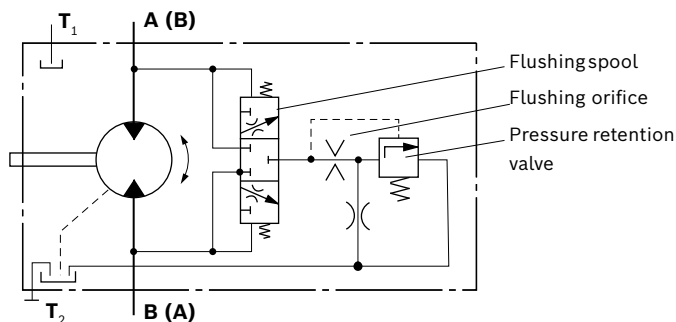 A (B)
T1
Flushing spool
Flushing orifice
Pressure retention
valve
T2
B (A)